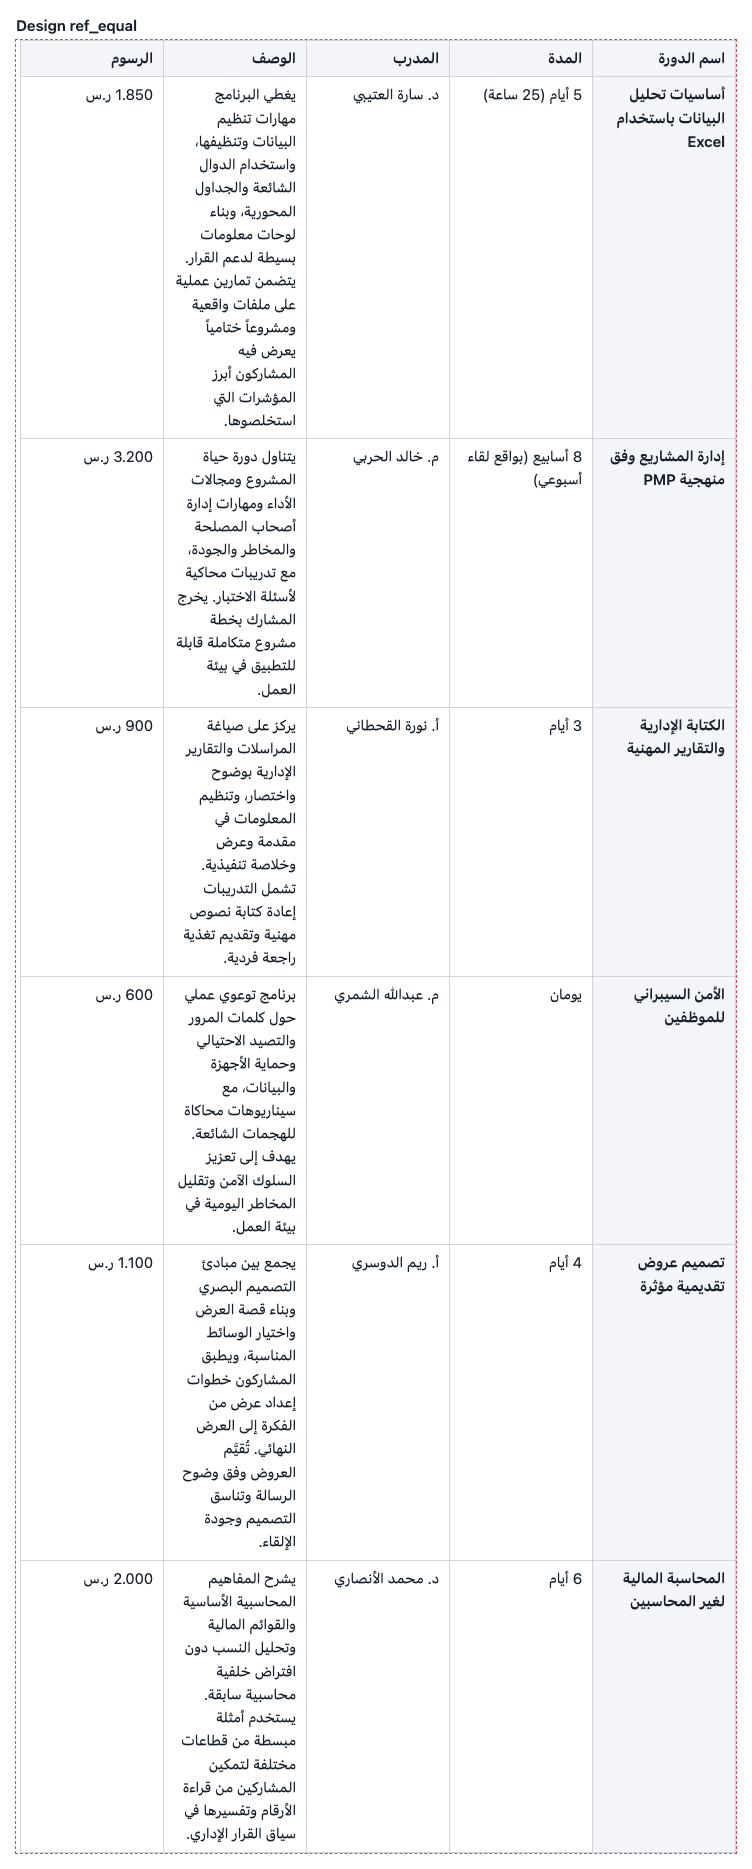 Design ref_equal
اسم الدورة
المدة
المدرب
الوصف
الرسوم
أساسيات تحليل
البيانات باستخدام
Excel
5 أيام (25 ساعة)
د. سارة العتيبي
يغطي البرنامج
مهارات تنظيم
البيانات وتنظيفها،
واستخدام الدوال
الشائعة والجداول
المحورية، وبناء
لوحات معلومات
بسيطة لدعم القرار.
يتضمن تمارين عملية
على ملفات واقعية
ومشروعاً ختامياً
يعرض فيه
المشاركون أبرز
المؤشرات التي
استخلصوها.
1.850 ر.س
إدارة المشاريع وفق
منهجية PMP
8 أسابيع (بواقع لقاء
أسبوعي)
م. خالد الحربي
يتناول دورة حياة
المشروع ومجالات
الأداء ومهارات إدارة
أصحاب المصلحة
والمخاطر والجودة،
مع تدريبات محاكية
لأسئلة الاختبار. يخرج
المشارك بخطة
مشروع متكاملة قابلة
للتطبيق في بيئة
العمل.
3.200 ر.س
الكتابة الإدارية
والتقارير المهنية
3 أيام
أ. نورة القحطاني
يركز على صياغة
المراسلات والتقارير
الإدارية بوضوح
واختصار، وتنظيم
المعلومات في
مقدمة وعرض
وخلاصة تنفيذية.
تشمل التدريبات
إعادة كتابة نصوص
مهنية وتقديم تغذية
راجعة فردية.
900 ر.س
الأمن السيبراني
للموظفين
يومان
م. عبدالله الشمري
برنامج توعوي عملي
حول كلمات المرور
والتصيد الاحتيالي
وحماية الأجهزة
والبيانات، مع
سيناريوهات محاكاة
للهجمات الشائعة.
يهدف إلى تعزيز
السلوك الآمن وتقليل
المخاطر اليومية في
بيئة العمل.
600 ر.س
تصميم عروض
تقديمية مؤثرة
4 أيام
أ. ريم الدوسري
يجمع بين مبادئ
التصميم البصري
وبناء قصة العرض
واختيار الوسائط
المناسبة، ويطبق
المشاركون خطوات
إعداد عرض من
الفكرة إلى العرض
النهائي. تُقيَّم
العروض وفق وضوح
الرسالة وتناسق
التصميم وجودة
الإلقاء.
1.100 ر.س
المحاسبة المالية
لغير المحاسبين
6 أيام
د. محمد الأنصاري
يشرح المفاهيم
المحاسبية الأساسية
والقوائم المالية
وتحليل النسب دون
افتراض خلفية
محاسبية سابقة.
يستخدم أمثلة
مبسطة من قطاعات
مختلفة لتمكين
المشاركين من قراءة
الأرقام وتفسيرها في
سياق القرار الإداري.
2.000 ر.س